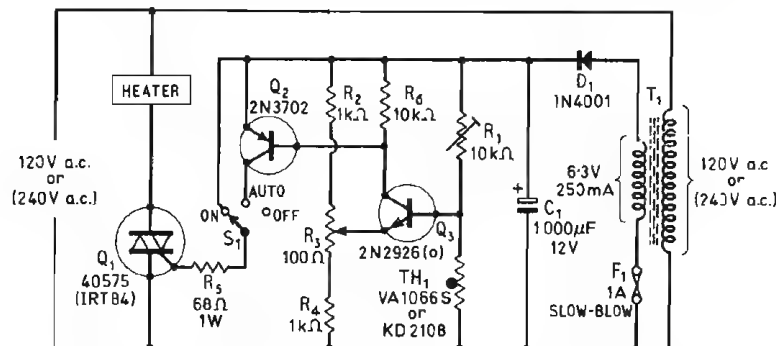 HEATER
120V a.c.
or
(240V a.c.)
Q1
40575
(IRT84)
R5
68Ω
1W
ON
AUTO
OFF
S1
Q2
2N3702
R2
1kΩ
R6
10kΩ
R3
100Ω
R4
1kΩ
Q3
2N2926(o)
R1
10kΩ
TH1
VA1066S
or
KD2108
+
C1
1000µF
12V
D1
1N4001
T1
6·3V
250mA
F1
1A
SLOW-BLOW
120V a.c
or
(240V a.c.)